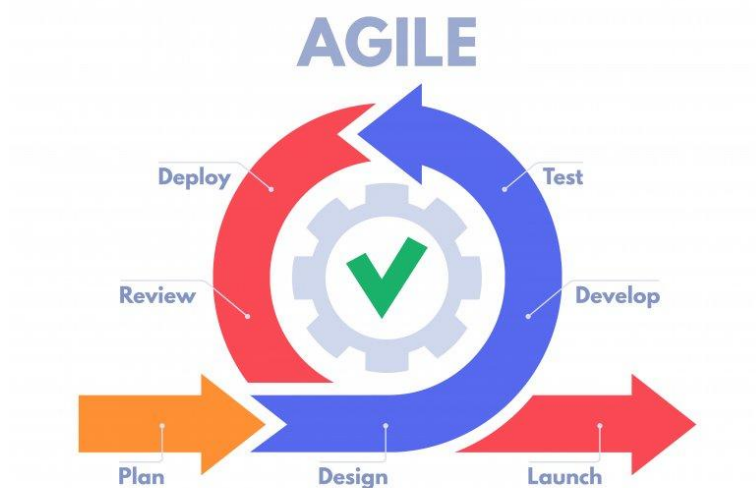 AGILE
Deploy
Test
Review
Develop
Plan
Design
Launch